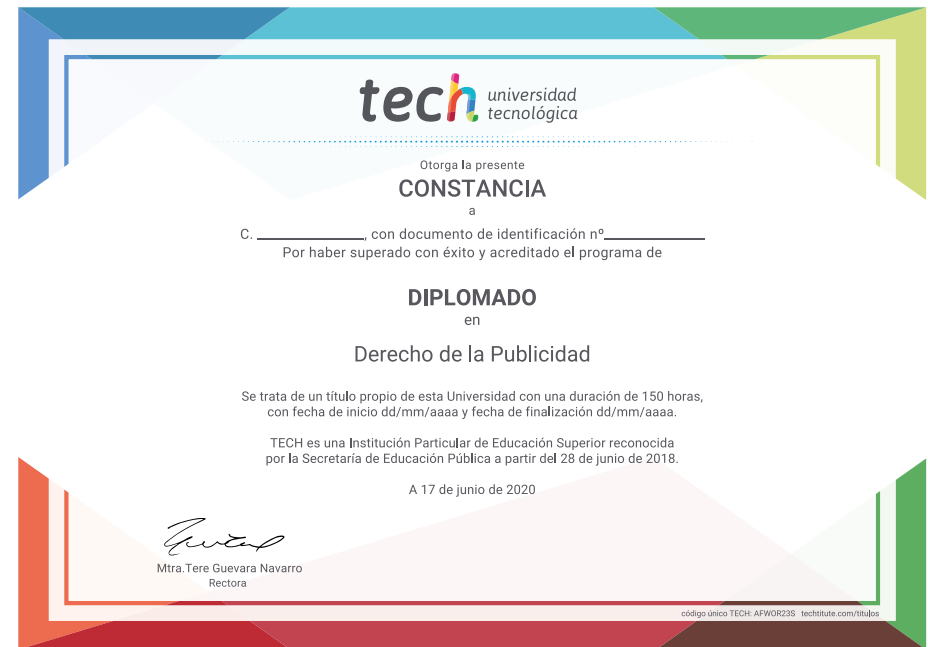 tech universidad
tecnológica
Otorga la presente
CONSTANCIA
a
C. ______________, con documento de identificación nº_____________
Por haber superado con éxito y acreditado el programa de
DIPLOMADO
en
Derecho de la Publicidad
Se trata de un título propio de esta Universidad con una duración de 150 horas,
con fecha de inicio dd/mm/aaaa y fecha de finalización dd/mm/aaaa.
TECH es una Institución Particular de Educación Superior reconocida
por la Secretaría de Educación Pública a partir del 28 de junio de 2018.
A 17 de junio de 2020
Mtra.Tere Guevara Navarro
Rectora
código único TECH: AFWOR23S techtitute.com/titulos